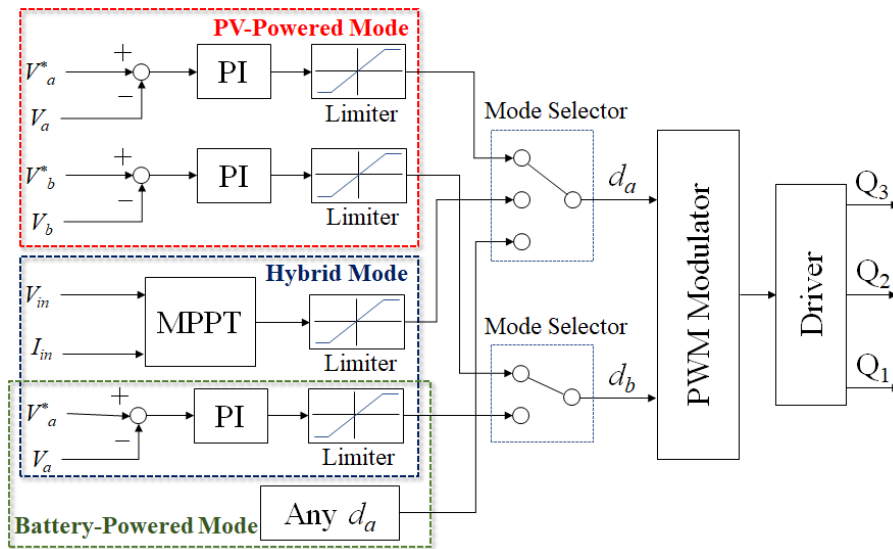 PV-Powered Mode
V*a
+
−
Va
PI
Limiter
V*b
+
−
Vb
PI
Limiter
Hybrid Mode
Vin
Iin
MPPT
Limiter
V*a
+
−
Va
PI
Limiter
Battery-Powered Mode
Any da
Mode Selector
da
Mode Selector
db
PWM Modulator
Driver
Q3
Q2
Q1